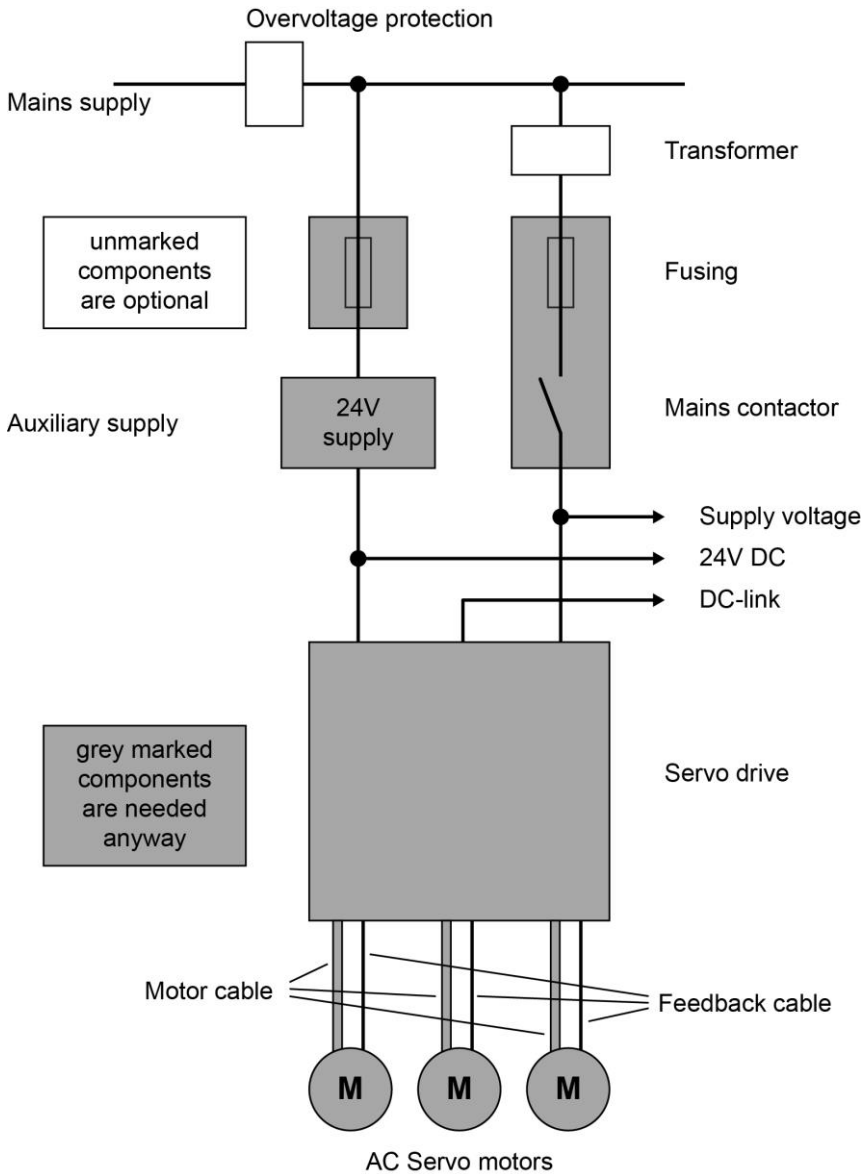 Overvoltage protection
Mains supply
Transformer
unmarked
components
are optional
Fusing
Auxiliary supply
24V
supply
Mains contactor
Supply voltage
24V DC
DC-link
grey marked
components
are needed
anyway
Servo drive
Motor cable
Feedback cable
M
M
M
AC Servo motors